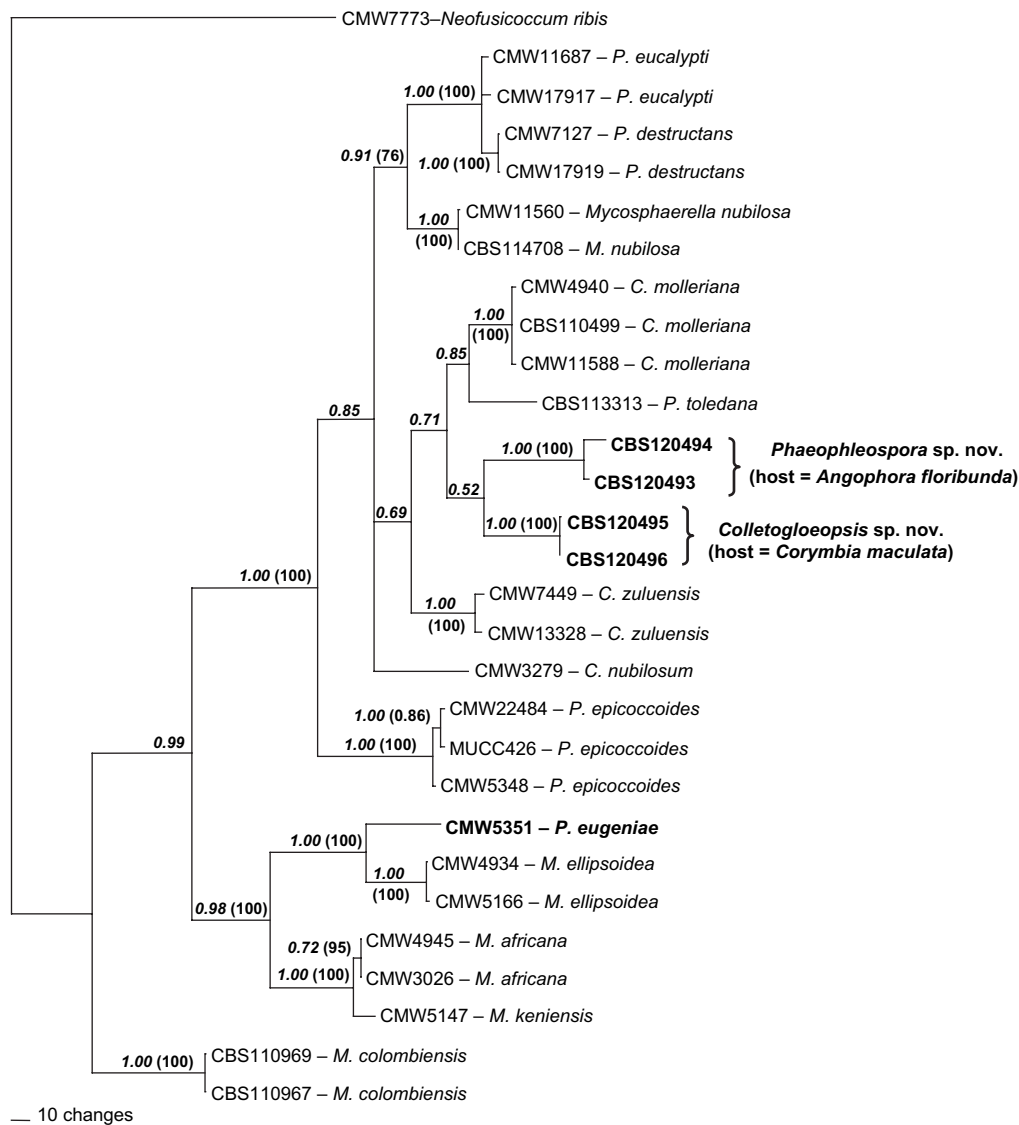 CMW7773–Neofusicoccum ribis
CMW11687 – P. eucalypti
1.00 (100)
CMW17917 – P. eucalypti
CMW7127 – P. destructans
0.91 (76)
1.00 (100)
CMW17919 – P. destructans
CMW11560 – Mycosphaerella nubilosa
1.00
(100)
CBS114708 – M. nubilosa
CMW4940 – C. molleriana
1.00
(100)
CBS110499 – C. molleriana
CMW11588 – C. molleriana
0.85
CBS113313 – P. toledana
0.85
0.71
CBS120494
1.00 (100)
CBS120493
Phaeophleospora sp. nov.
(host = Angophora floribunda)
0.52
0.69
1.00 (100)
CBS120495
CBS120496
Colletogloeopsis sp. nov.
(host = Corymbia maculata)
1.00 (100)
CMW7449 – C. zuluensis
1.00
(100)
CMW13328 – C. zuluensis
CMW3279 – C. nubilosum
CMW22484 – P. epicoccoides
1.00 (0.86)
MUCC426 – P. epicoccoides
0.99
1.00 (100)
CMW5348 – P. epicoccoides
CMW5351 – P. eugeniae
1.00 (100)
CMW4934 – M. ellipsoidea
1.00
(100)
CMW5166 – M. ellipsoidea
0.98 (100)
CMW4945 – M. africana
0.72 (95)
CMW3026 – M. africana
1.00 (100)
CMW5147 – M. keniensis
CBS110969 – M. colombiensis
1.00 (100)
CBS110967 – M. colombiensis
10 changes